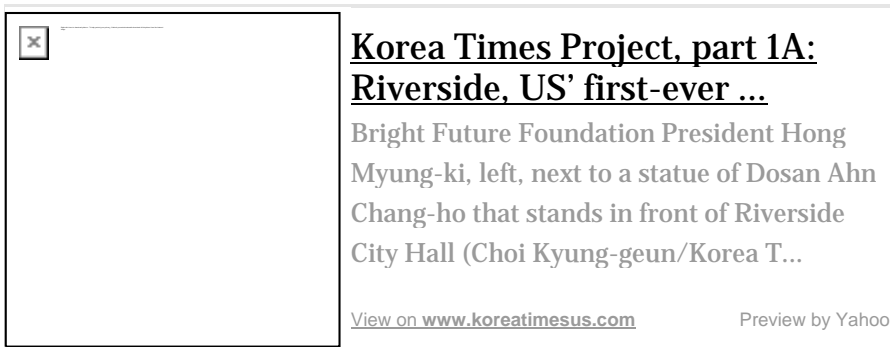 Korea Times Project, part 1A:
Riverside, US’ first-ever ...
Bright Future Foundation President Hong
Myung-ki, left, next to a statue of Dosan Ahn
Chang-ho that stands in front of Riverside
City Hall (Choi Kyung-geun/Korea T...
View on www.koreatimesus.com Preview by Yahoo